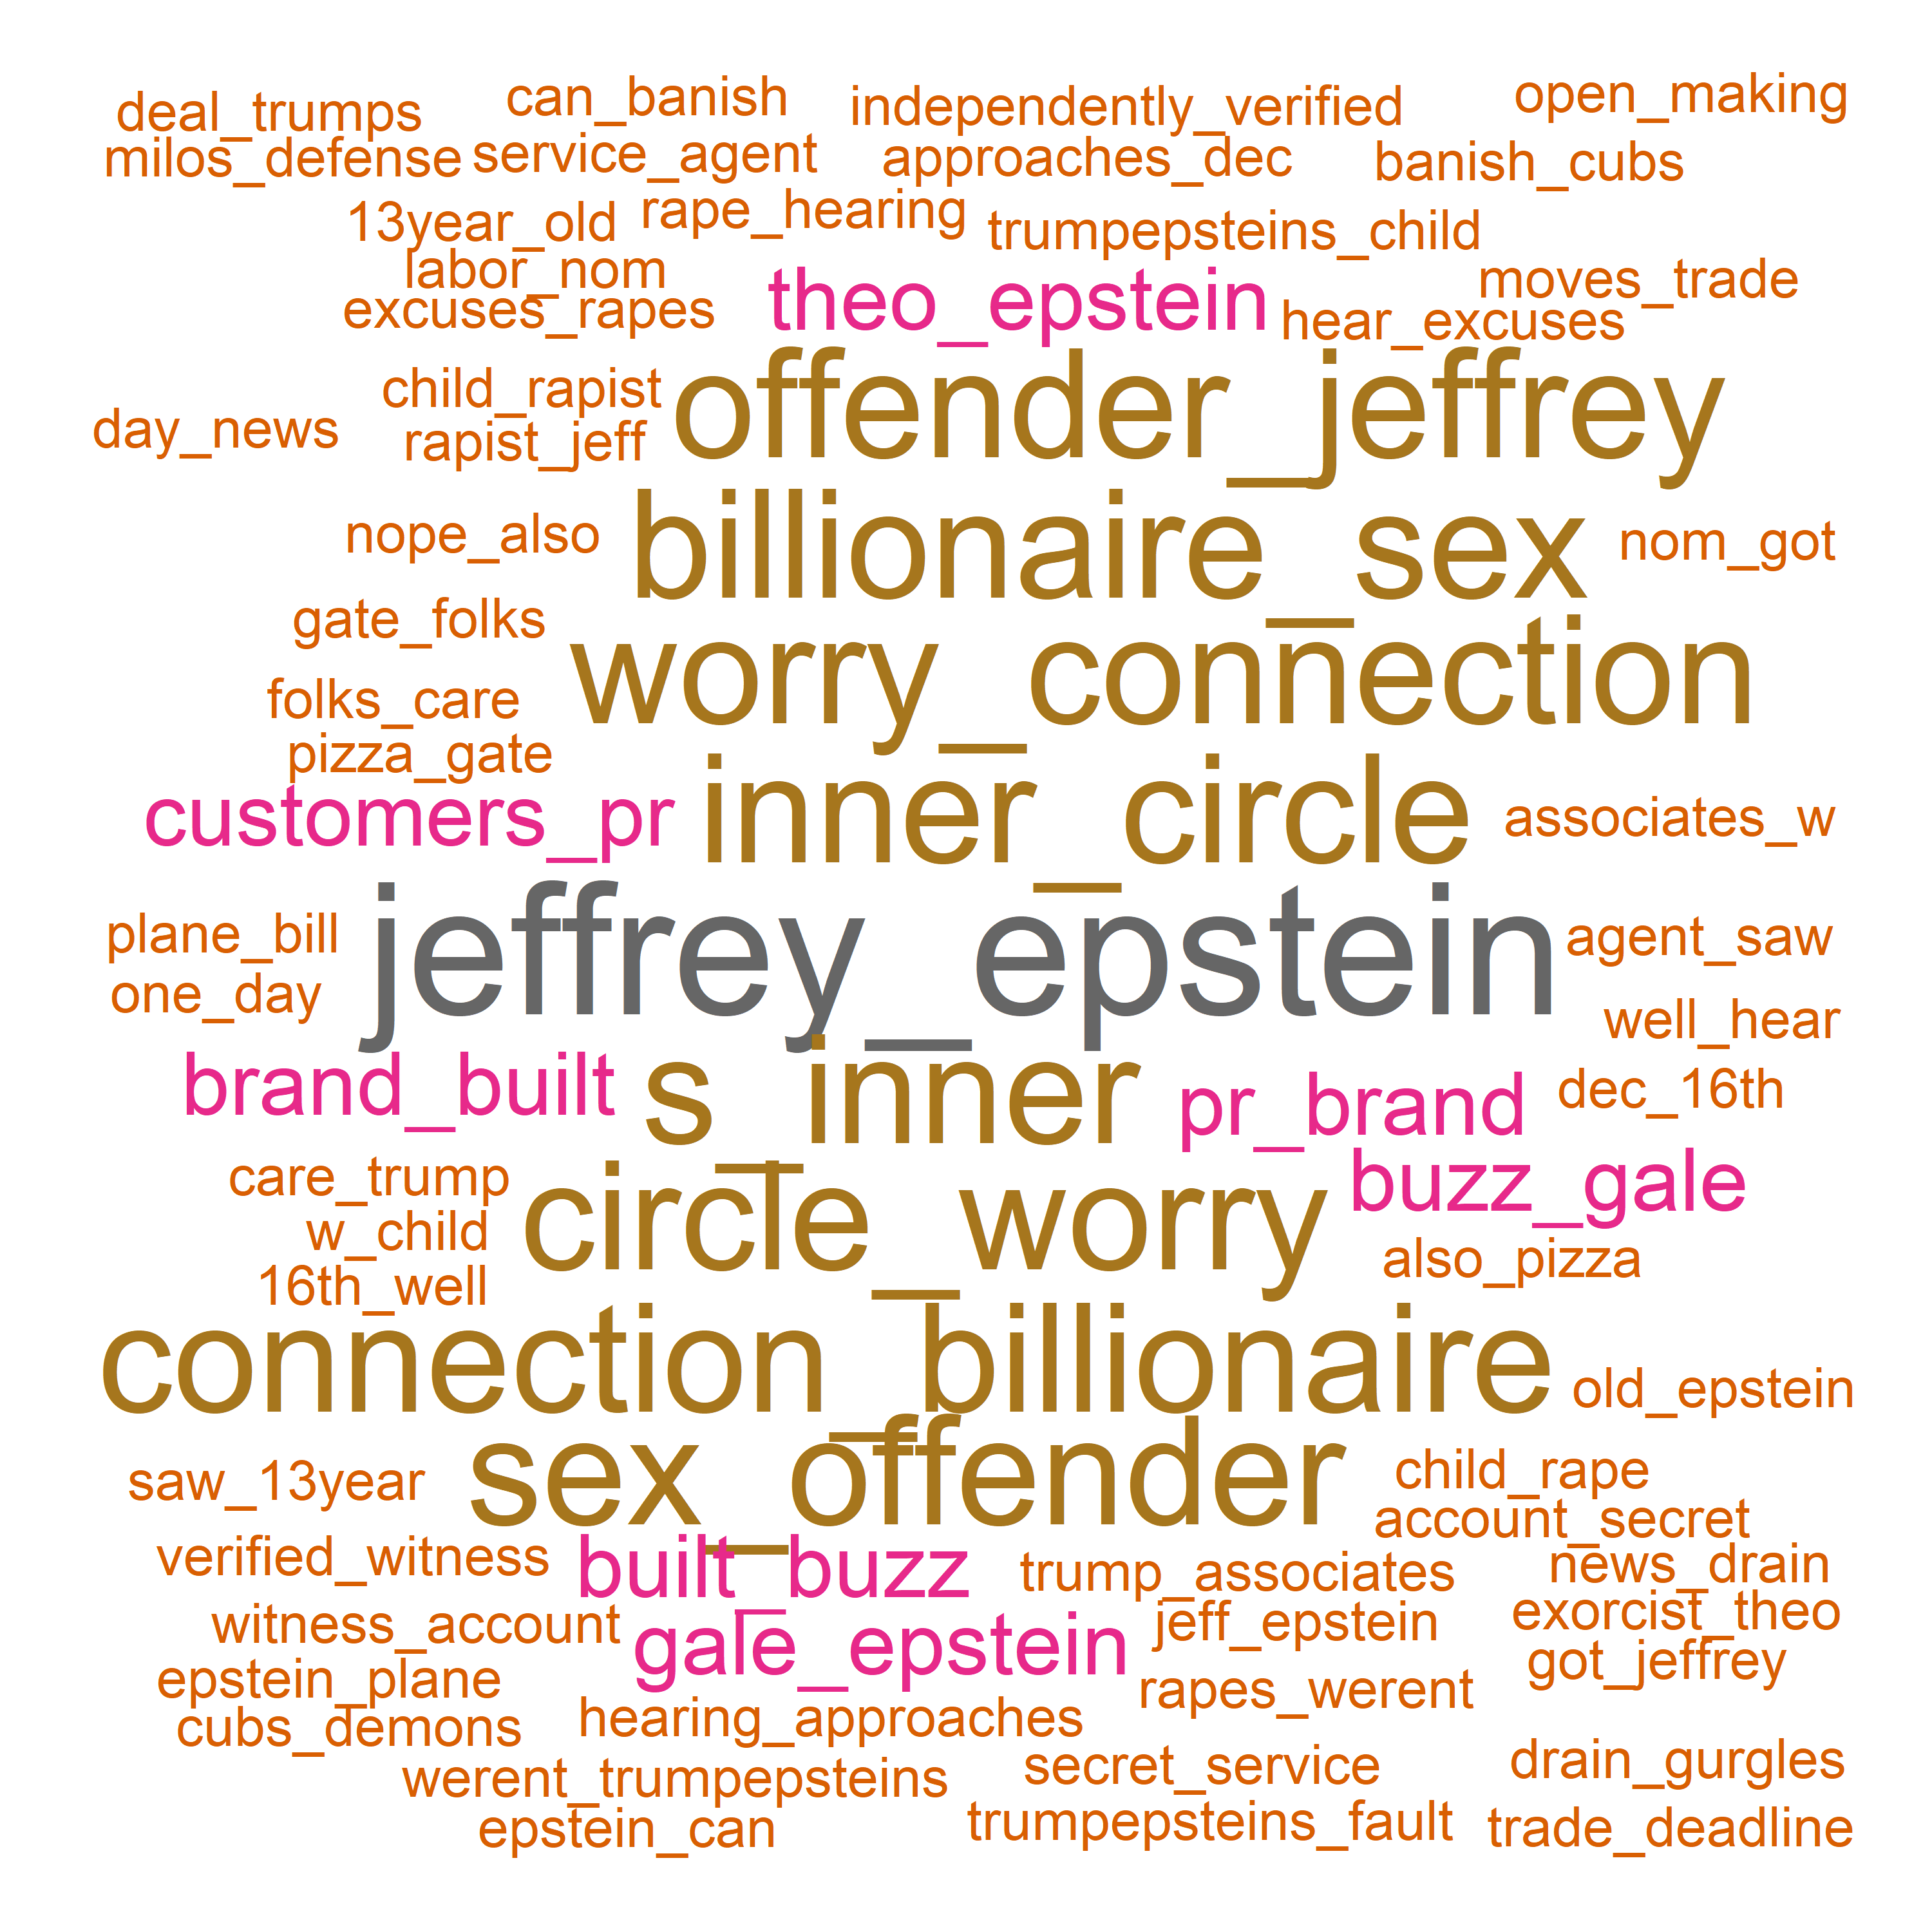 deal_trumps
can_banish
independently_verified
open_making
milos_defense
service_agent
approaches_dec
banish_cubs
13year_old
rape_hearing
trumpepsteins_child
labor_nom
theo_epstein
moves_trade
excuses_rapes
hear_excuses
child_rapist
offender_jeffrey
day_news
rapist_jeff
nope_also
billionaire_sex
nom_got
gate_folks
worry_connection
folks_care
pizza_gate
customers_pr
inner_circle
associates_w
plane_bill
jeffrey_epstein
agent_saw
one_day
well_hear
brand_built
s_inner
pr_brand
dec_16th
care_trump
circle_worry
buzz_gale
w_child
also_pizza
16th_well
connection_billionaire
old_epstein
saw_13year
sex_offender
child_rape
account_secret
verified_witness
built_buzz
trump_associates
news_drain
witness_account
gale_epstein
jeff_epstein
exorcist_theo
epstein_plane
rapes_werent
got_jeffrey
cubs_demons
hearing_approaches
werent_trumpepsteins
secret_service
drain_gurgles
epstein_can
trumpepsteins_fault
trade_deadline